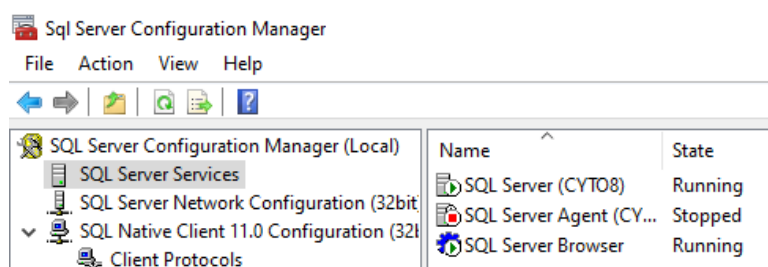 Sql Server Configuration Manager
File Action View Help
SQL Server Configuration Manager (Local)
SQL Server Services
SQL Server Network Configuration (32bit
SQL Native Client 11.0 Configuration (32
Client Protocols
Name State
SQL Server (CYTO8) Running
SQL Server Agent (CY... Stopped
SQL Server Browser Running